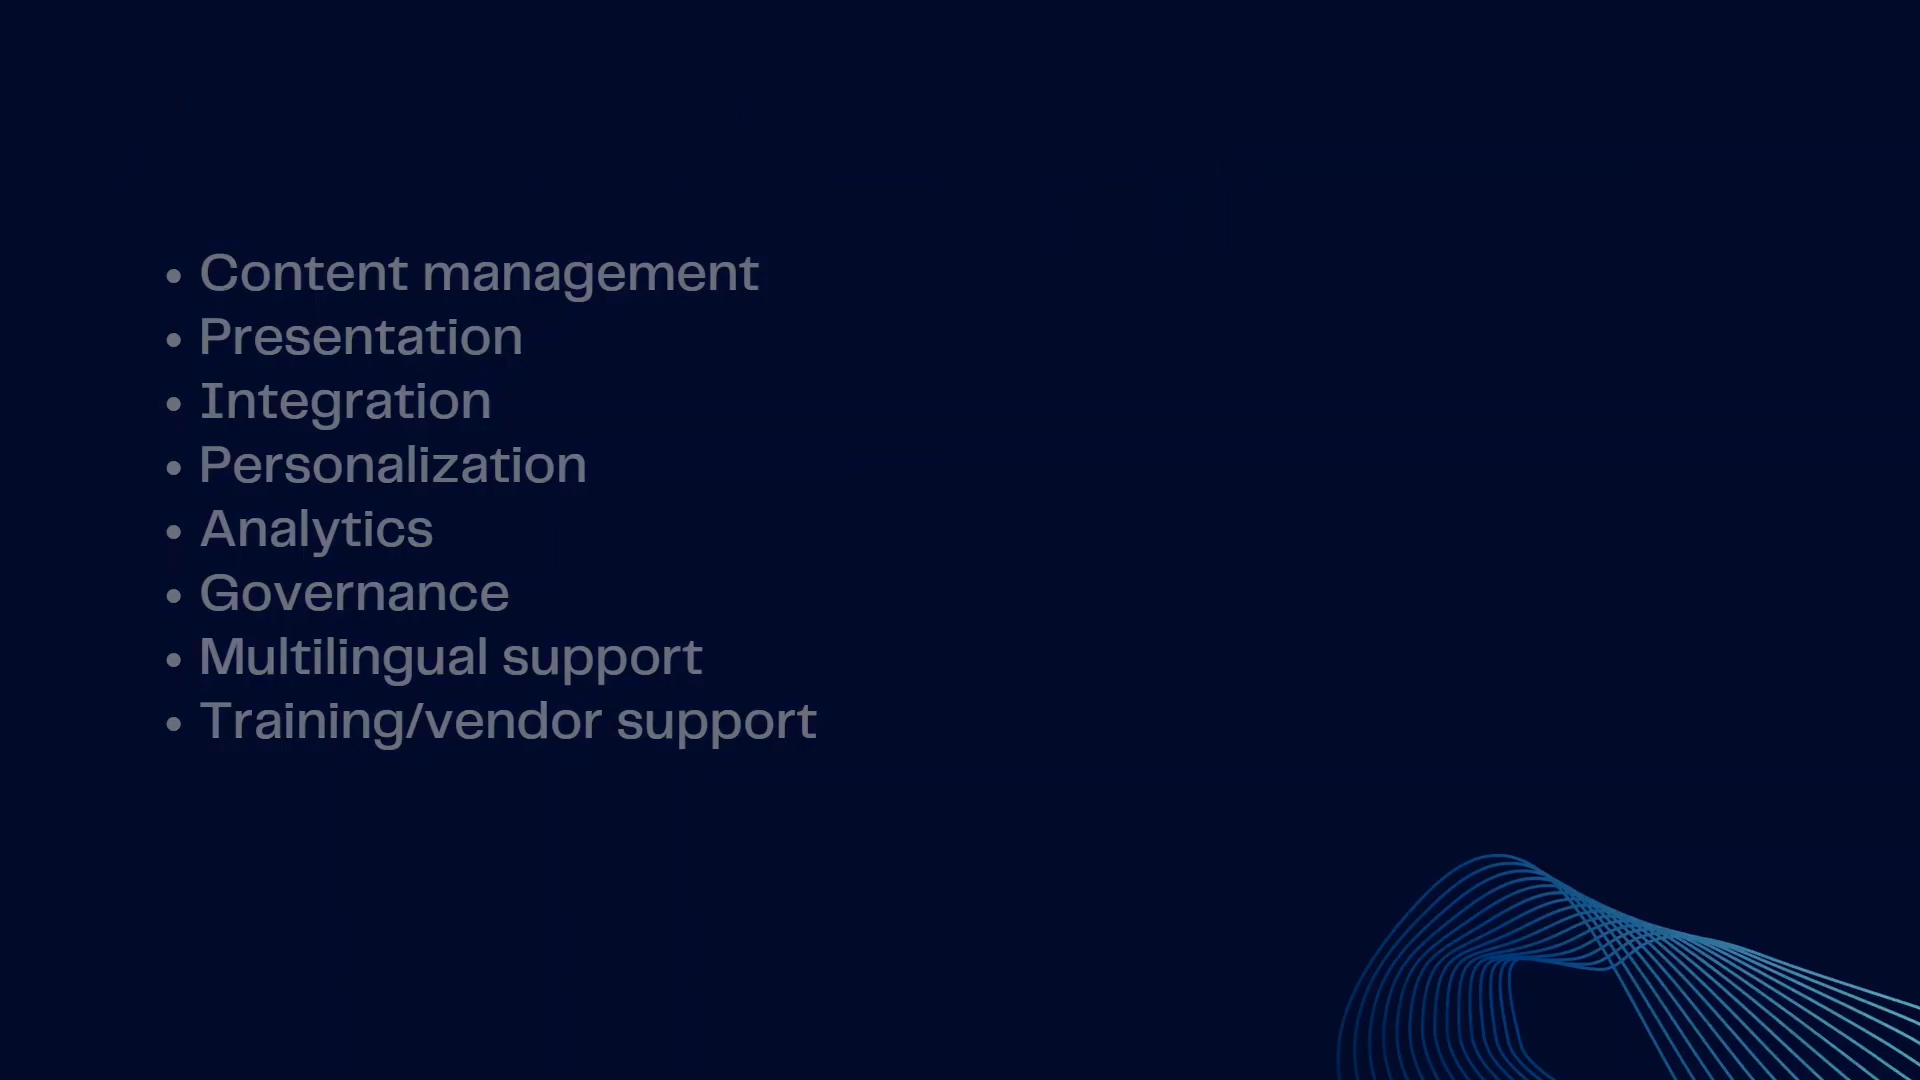 • Content management
• Presentation
• Integration
• Personalization
• Analytics
• Governance
• Multilingual support
• Training/vendor support